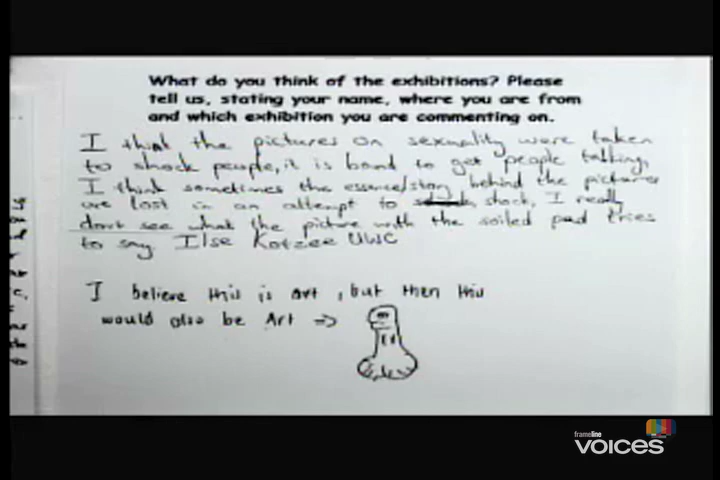 What do you think of the exhibitions? Please
tell us, stating your name, where you are from
and which exhibition you are commenting on.
I think the pictures on sexuality were taken
to shock people, it is bond to get people talking,
I think sometimes the essence/story behind the pictures
are lost in an attempt to shock, I really
dont see what the picture with the soiled pad tries
to say Ilse Kotzee UWC
I believe this is art, but then this
would also be Art ⇒
frameline
VOICES